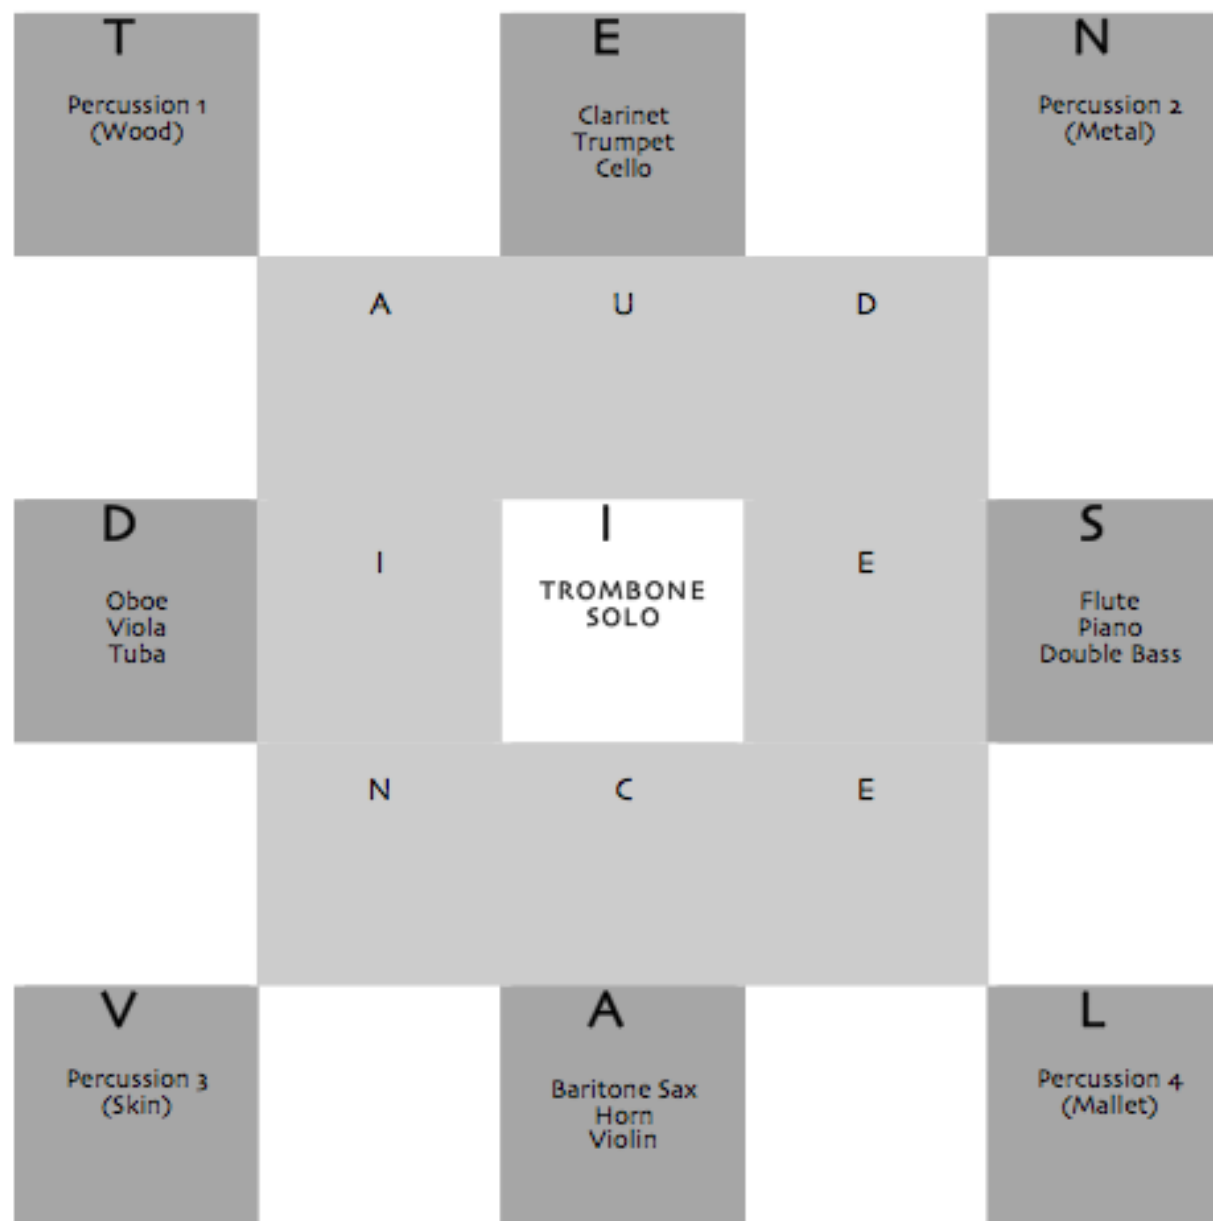 T
Percussion 1
(Wood)
E
Clarinet
Trumpet
Cello
N
Percussion 2
(Metal)
A U D
D
Oboe
Viola
Tuba
I
I
TROMBONE
SOLO
E
S
Flute
Piano
Double Bass
N C E
V
Percussion 3
(Skin)
A
Baritone Sax
Horn
Violin
L
Percussion 4
(Mallet)